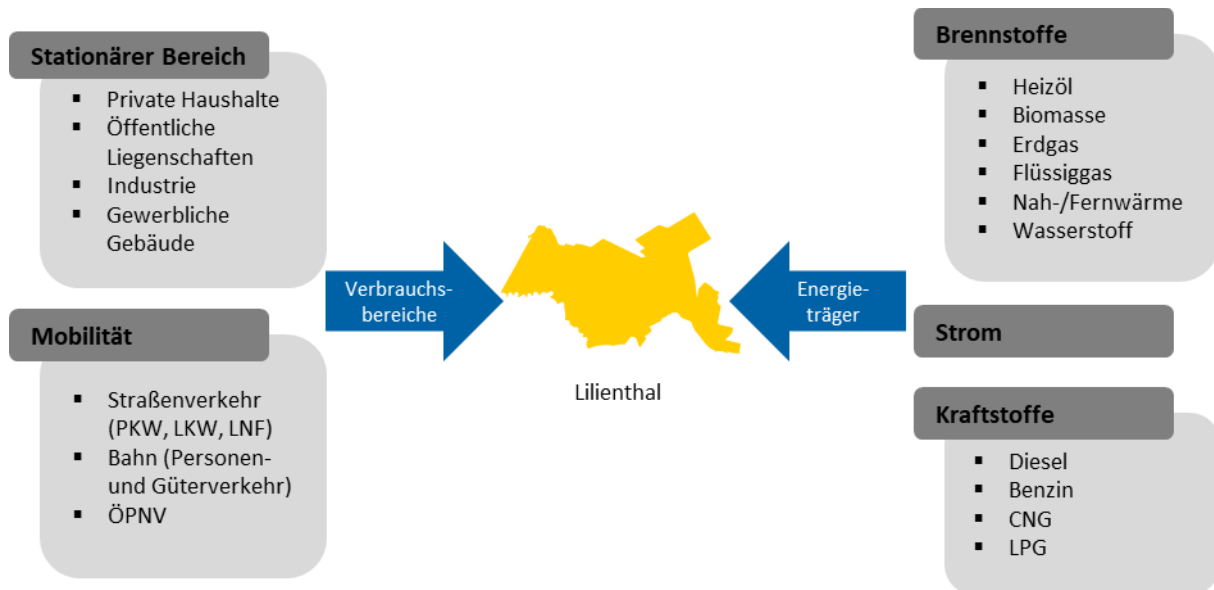 Stationärer Bereich
▪ Private Haushalte
▪ Öffentliche
Liegenschaften
▪ Industrie
▪ Gewerbliche
Gebäude
Mobilität
▪ Straßenverkehr
(PKW, LKW, LNF)
▪ Bahn (Personen-
und Güterverkehr)
▪ ÖPNV
Verbrauchs-
bereiche
Lilienthal
Energie-
träger
Brennstoffe
▪ Heizöl
▪ Biomasse
▪ Erdgas
▪ Flüssiggas
▪ Nah-/Fernwärme
▪ Wasserstoff
Strom
Kraftstoffe
▪ Diesel
▪ Benzin
▪ CNG
▪ LPG